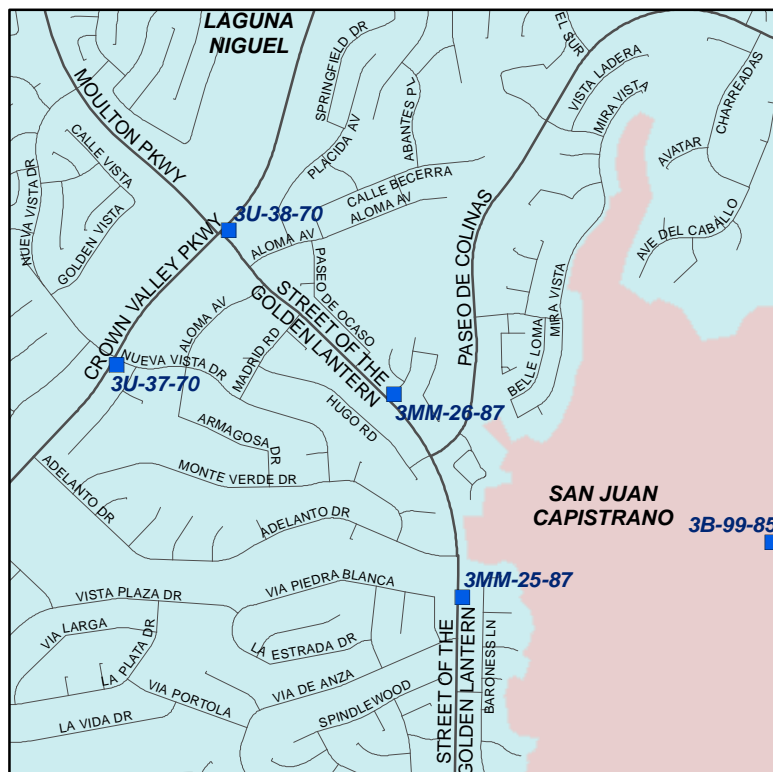 LAGUNA
NIGUEL
EL SUR
SPRINGFIELD DR
VISTA LADERA
CHARREADAS
MOULTON PKWY
ABANTES PL
MIRA VISTA
PLACIDA AV
AVATAR
CALLE VISTA
NUEVA VISTA DR
CALLE BECERRA
ALOMA AV
PASEO DE COLINAS
GOLDEN VISTA
3U-38-70
AVE DEL CABALLO
ALOMA AV
CROWN VALLEY PKWY
PASEO DE OCASO
MIRA VISTA
STREET OF THE
GOLDEN LANTERN
ALOMA AV
MADRID RD
BELLE LOMA
NUEVA VISTA DR
3U-37-70
HUGO RD
3MM-26-87
ARMAGOSA DR
MONTE VERDE DR
ADELANTO DR
SAN JUAN
CAPISTRANO
ADELANTO DR
3B-99-85
VIA PIEDRA BLANCA
3MM-25-87
VISTA PLAZA DR
VIA LARGA
LA PLATA DR
LA ESTRADA DR
STREET OF THE
GOLDEN LANTERN
BARONESS LN
VIA PORTOLA
VIA DE ANZA
SPINDLEWOOD
LA VIDA DR